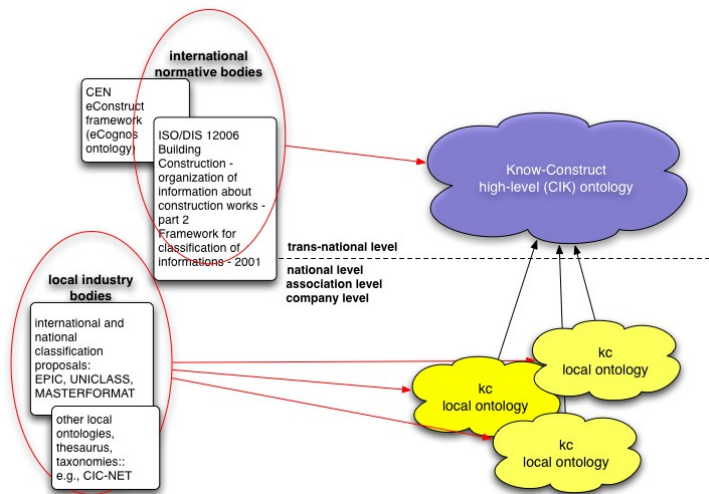 international
normative bodies
CEN
eConstruct
framework
(eCognos
ontology)
ISO/DIS 12006
Building
Construction -
organization of
information about
construction works -
part 2
Framework for
classification of
informations - 2001
Know-Construct
high-level (CIK) ontology
trans-national level
national level
association level
company level
local industry
bodies
international and
national
classification
proposals:
EPIC, UNICLASS,
MASTERFORMAT
other local
ontologies,
thesaurus,
taxonomies::
e.g., CIC-NET
kc
local ontology
kc
local ontology
kc
local ontology